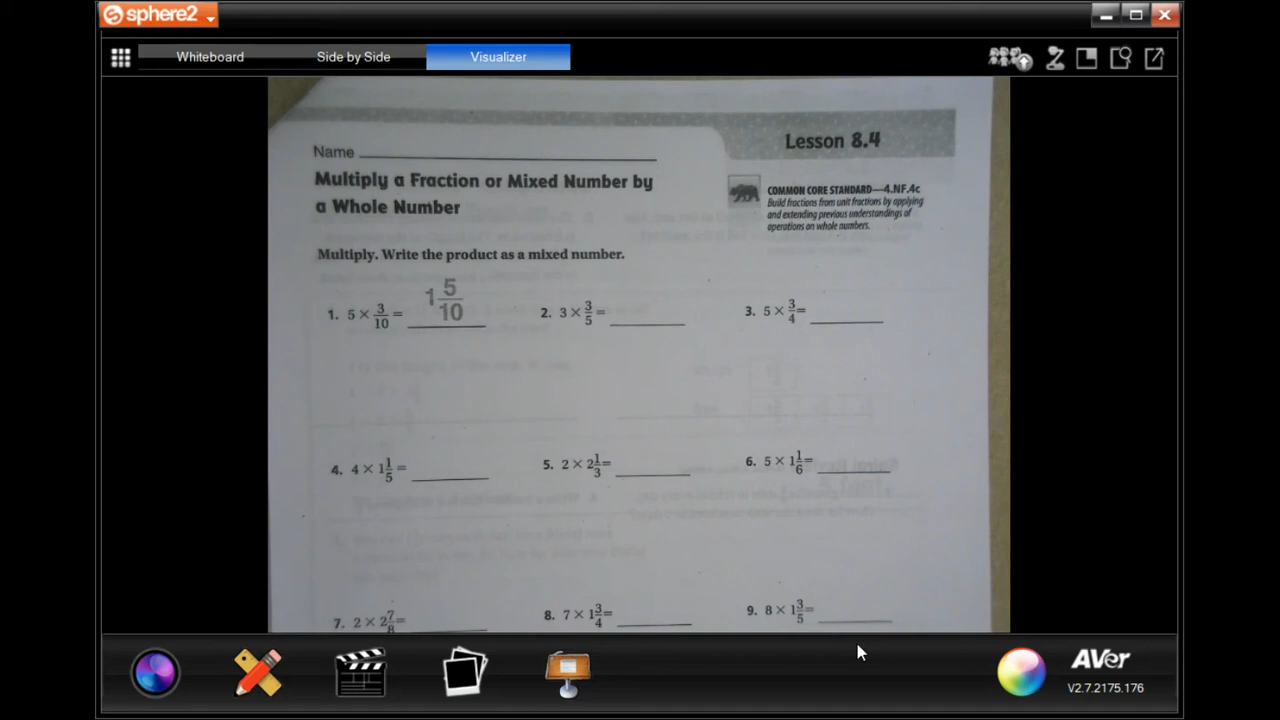 sphere2
Whiteboard Side by Side Visualizer
Lesson 8.4
Name
Multiply a Fraction or Mixed Number by
a Whole Number
COMMON CORE STANDARD—4.NF.4c
Build fractions from unit fractions by applying
and extending previous understandings of
operations on whole numbers.
Multiply. Write the product as a mixed number.
1. 5 × 3/10 = 1 5/10
2. 3 × 3/5 =
3. 5 × 3/4 =
4. 4 × 1 1/5 =
5. 2 × 2 1/3 =
6. 5 × 1 1/6 =
7. 2 × 2 7/8 =
8. 7 × 1 3/4 =
9. 8 × 1 3/5 =
AVer
V2.7.2175.176